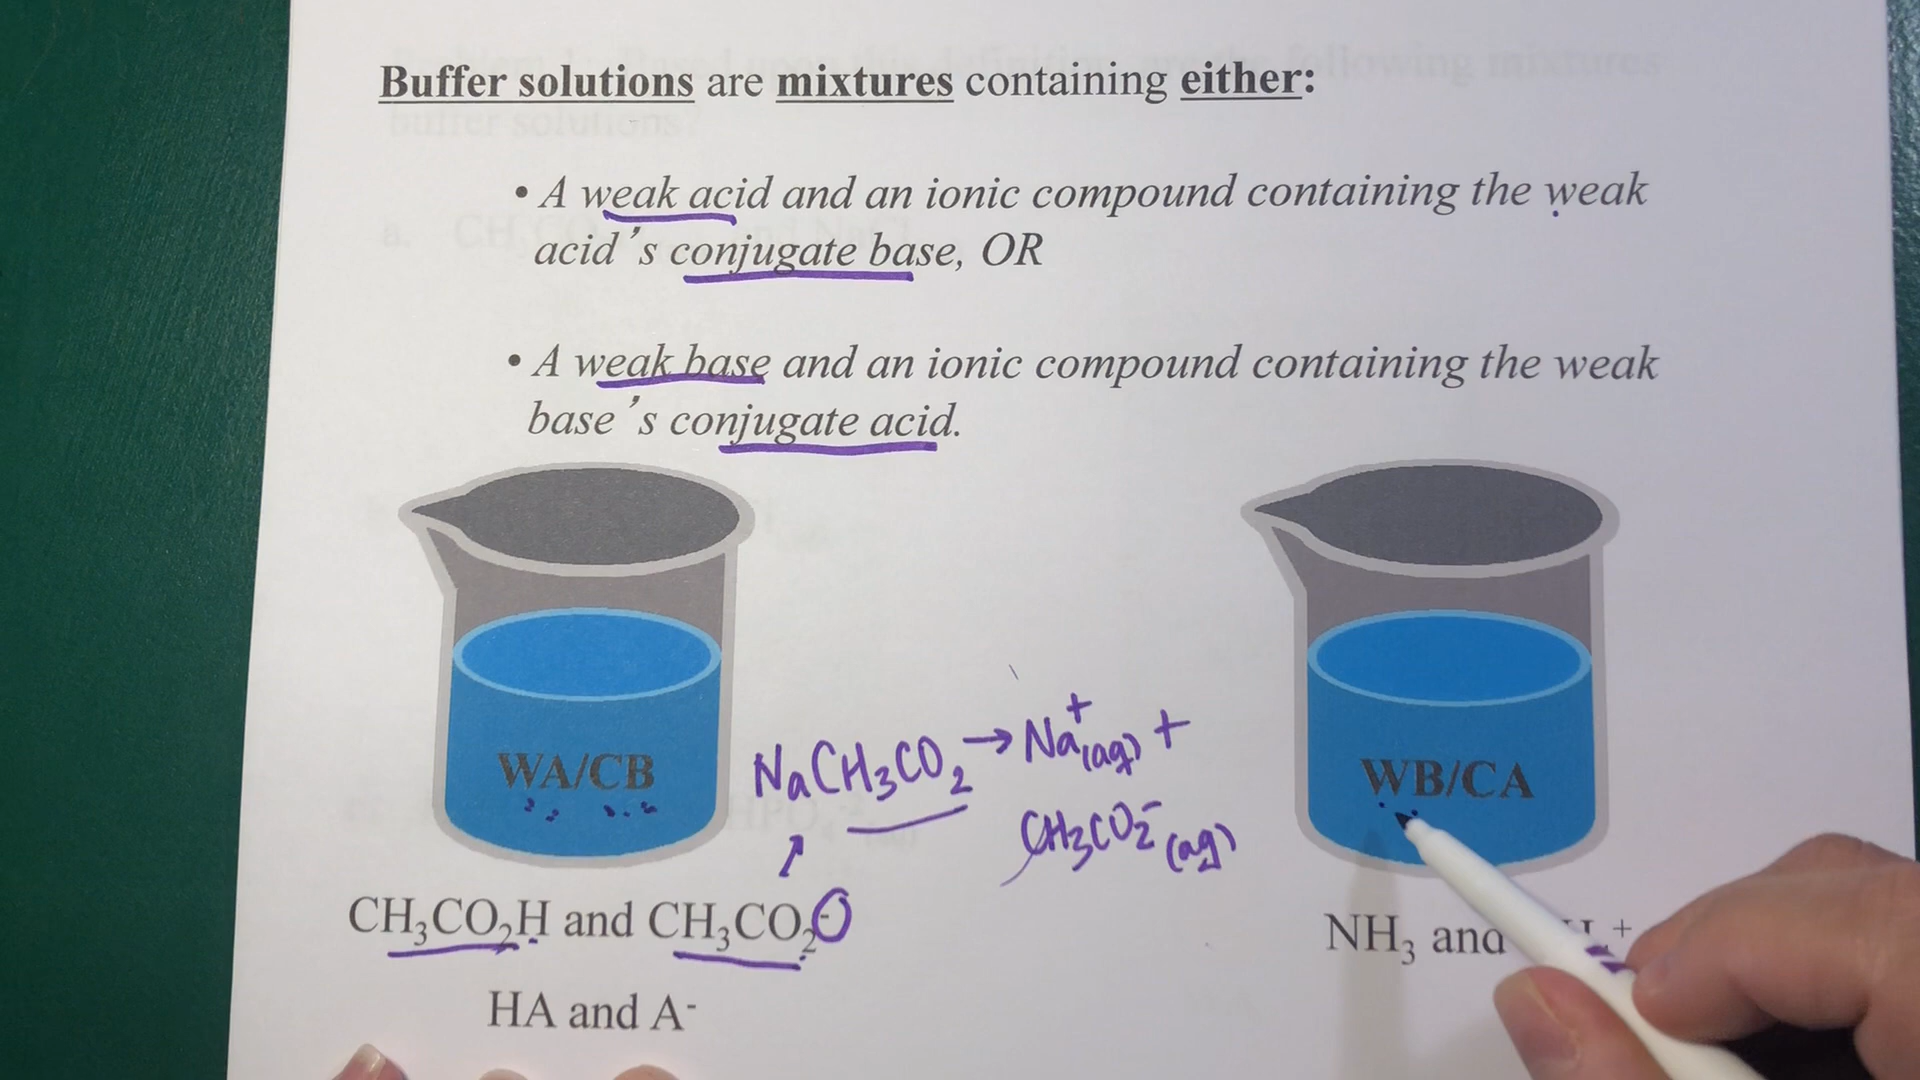 Buffer solutions are mixtures containing either:
• A weak acid and an ionic compound containing the weak
acid's conjugate base, OR
• A weak base and an ionic compound containing the weak
base's conjugate acid.
WA/CB
NaCH₃CO₂ → Na⁺(aq) +
CH₃CO₂⁻(aq)
WB/CA
CH₃CO₂H and CH₃CO₂⁻
NH₃ and
HA and A⁻